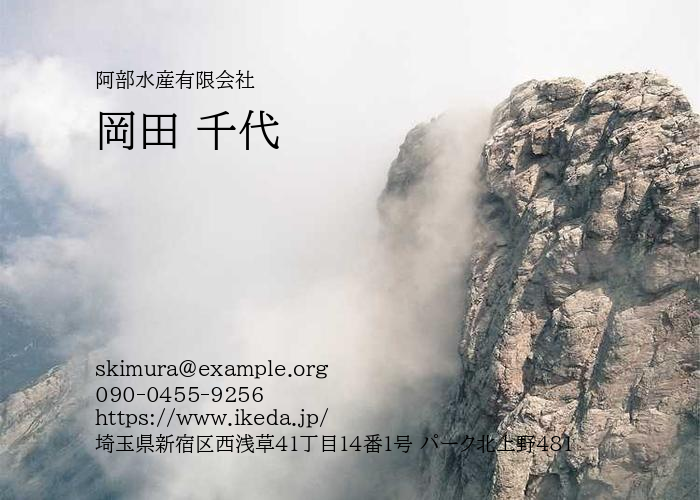 阿部水産有限会社
岡田 千代
skimura@example.org
090-0455-9256
https://www.ikeda.jp/
埼玉県新宿区西浅草41丁目14番1号 パーク北上野481